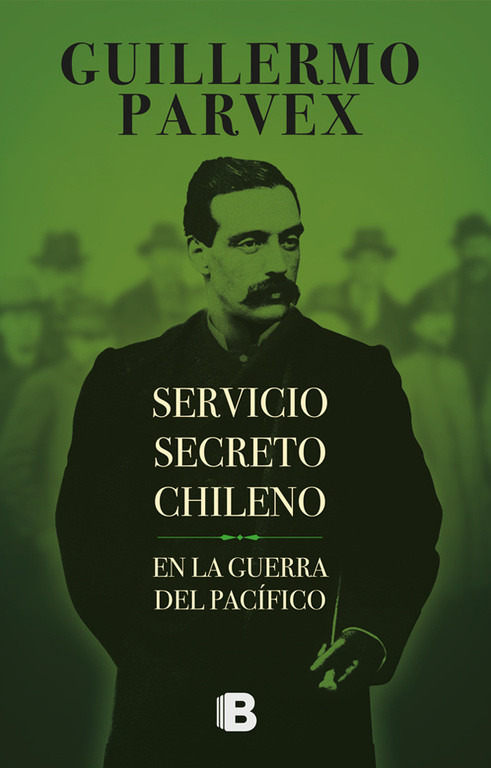 GUILLERMO
PARVEX
SERVICIO
SECRETO
CHILENO
EN LA GUERRA
DEL PACÍFICO
B